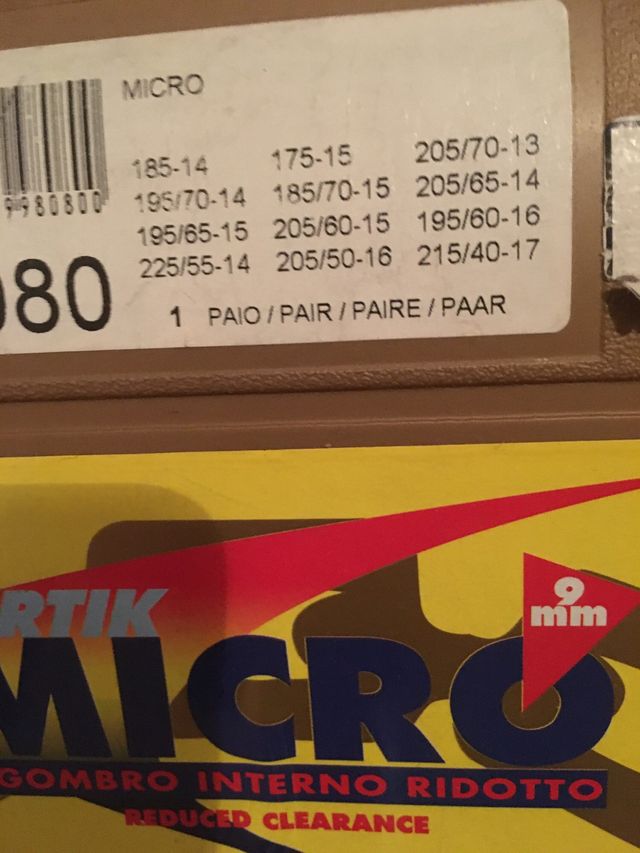 MICRO
185-14 175-15 205/70-13
195/70-14 185/70-15 205/65-14
195/65-15 205/60-15 195/60-16
225/55-14 205/50-16 215/40-17
9980800
080
1 PAIO / PAIR / PAIRE / PAAR
9
mm
RTIK
MICRO
GOMBRO INTERNO RIDOTTO
REDUCED CLEARANCE